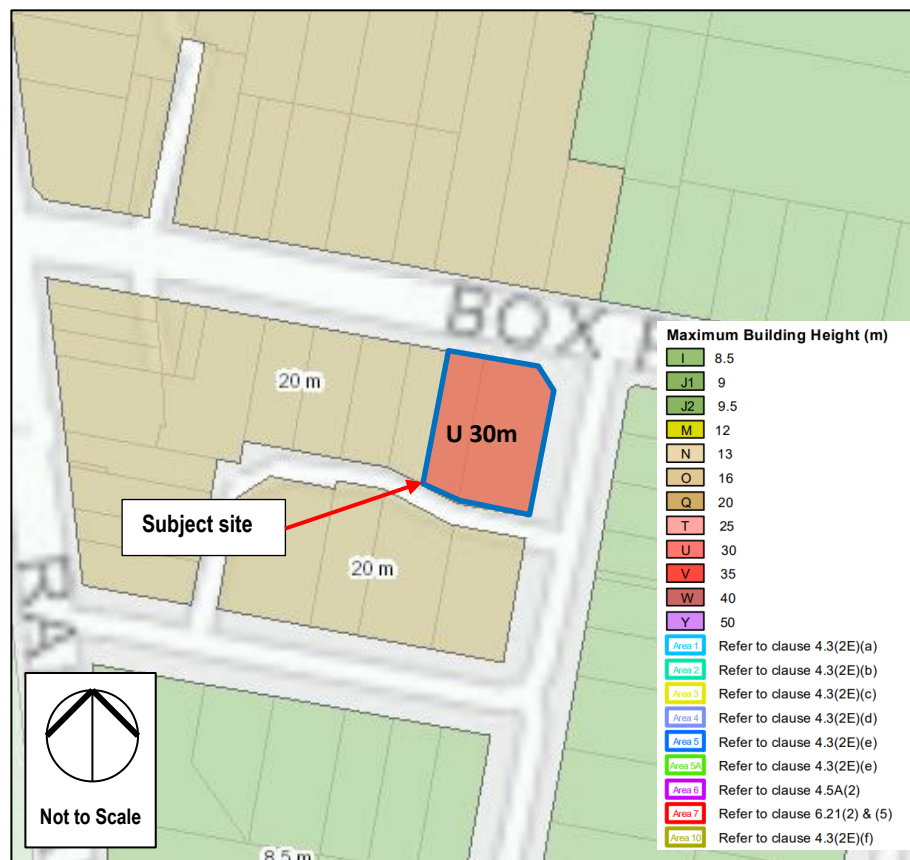 BOX
20 m
U 30m
Subject site
20 m
RA
8.5 m
Not to Scale
Maximum Building Height (m)
I 8.5
J1 9
J2 9.5
M 12
N 13
O 16
Q 20
T 25
U 30
V 35
W 40
Y 50
Area 1 Refer to clause 4.3(2E)(a)
Area 2 Refer to clause 4.3(2E)(b)
Area 3 Refer to clause 4.3(2E)(c)
Area 4 Refer to clause 4.3(2E)(d)
Area 5 Refer to clause 4.3(2E)(e)
Area 5A Refer to clause 4.3(2E)(e)
Area 6 Refer to clause 4.5A(2)
Area 7 Refer to clause 6.21(2) & (5)
Area 10 Refer to clause 4.3(2E)(f)